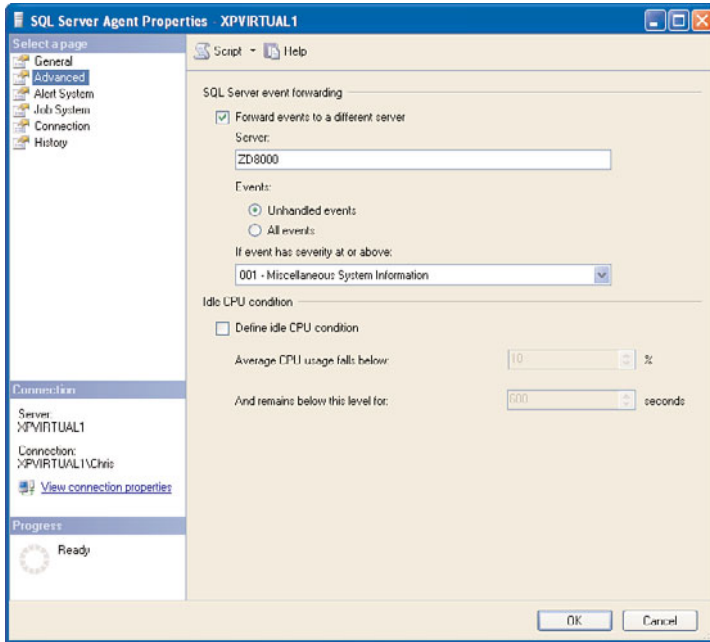 SQL Server Agent Properties - XPVIRTUAL1
Select a page
General
Advanced
Alert System
Job System
Connection
History
Script
Help
SQL Server event forwarding
Forward events to a different server
Server:
ZD8000
Events:
Unhandled events
All events
If event has severity at or above:
001 - Miscellaneous System Information
Idle CPU condition
Define idle CPU condition
Average CPU usage falls below:
10
%
And remains below this level for:
600
seconds
Connection
Server:
XPVIRTUAL1
Connection:
XPVIRTUAL1\Chris
View connection properties
Progress
Ready
OK
Cancel